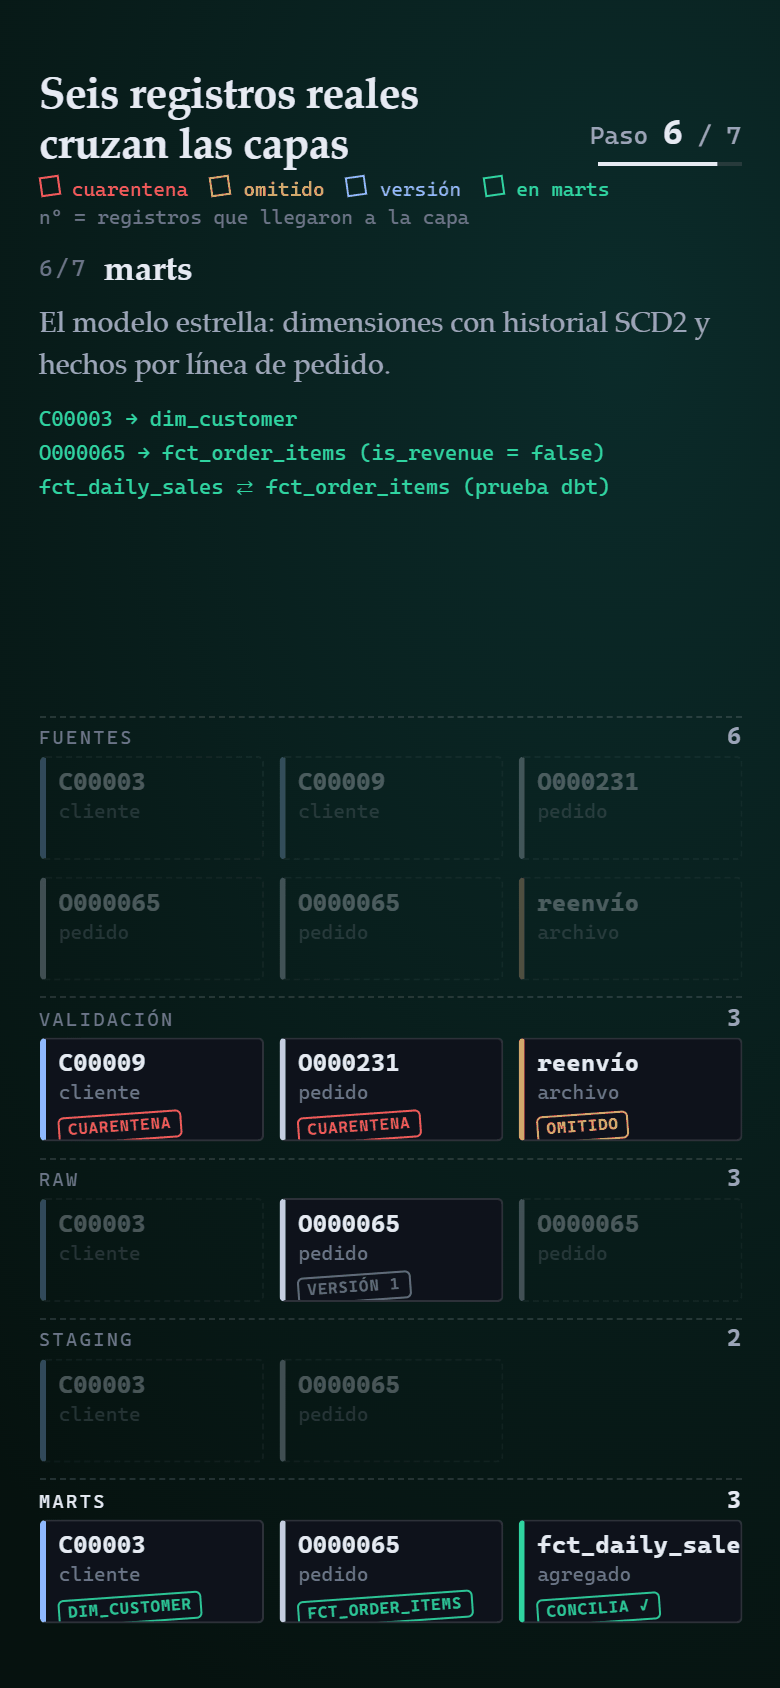 Seis registros reales
cruzan las capas
Paso 6 / 7
cuarentena omitido versión en marts
nº = registros que llegaron a la capa
6/7 marts
El modelo estrella: dimensiones con historial SCD2 y
hechos por línea de pedido.
C00003 → dim_customer
O000065 → fct_order_items (is_revenue = false)
fct_daily_sales ⇄ fct_order_items (prueba dbt)
FUENTES 6
C00003 C00009 O000231
cliente cliente pedido
O000065 O000065 reenvío
pedido pedido archivo
VALIDACIÓN 3
C00009 O000231 reenvío
cliente pedido archivo
CUARENTENA CUARENTENA OMITIDO
RAW 3
C00003 O000065 O000065
cliente pedido pedido
VERSIÓN 1
STAGING 2
C00003 O000065
cliente pedido
MARTS 3
C00003 O000065 fct_daily_sale
cliente pedido agregado
DIM_CUSTOMER FCT_ORDER_ITEMS CONCILIA ✓